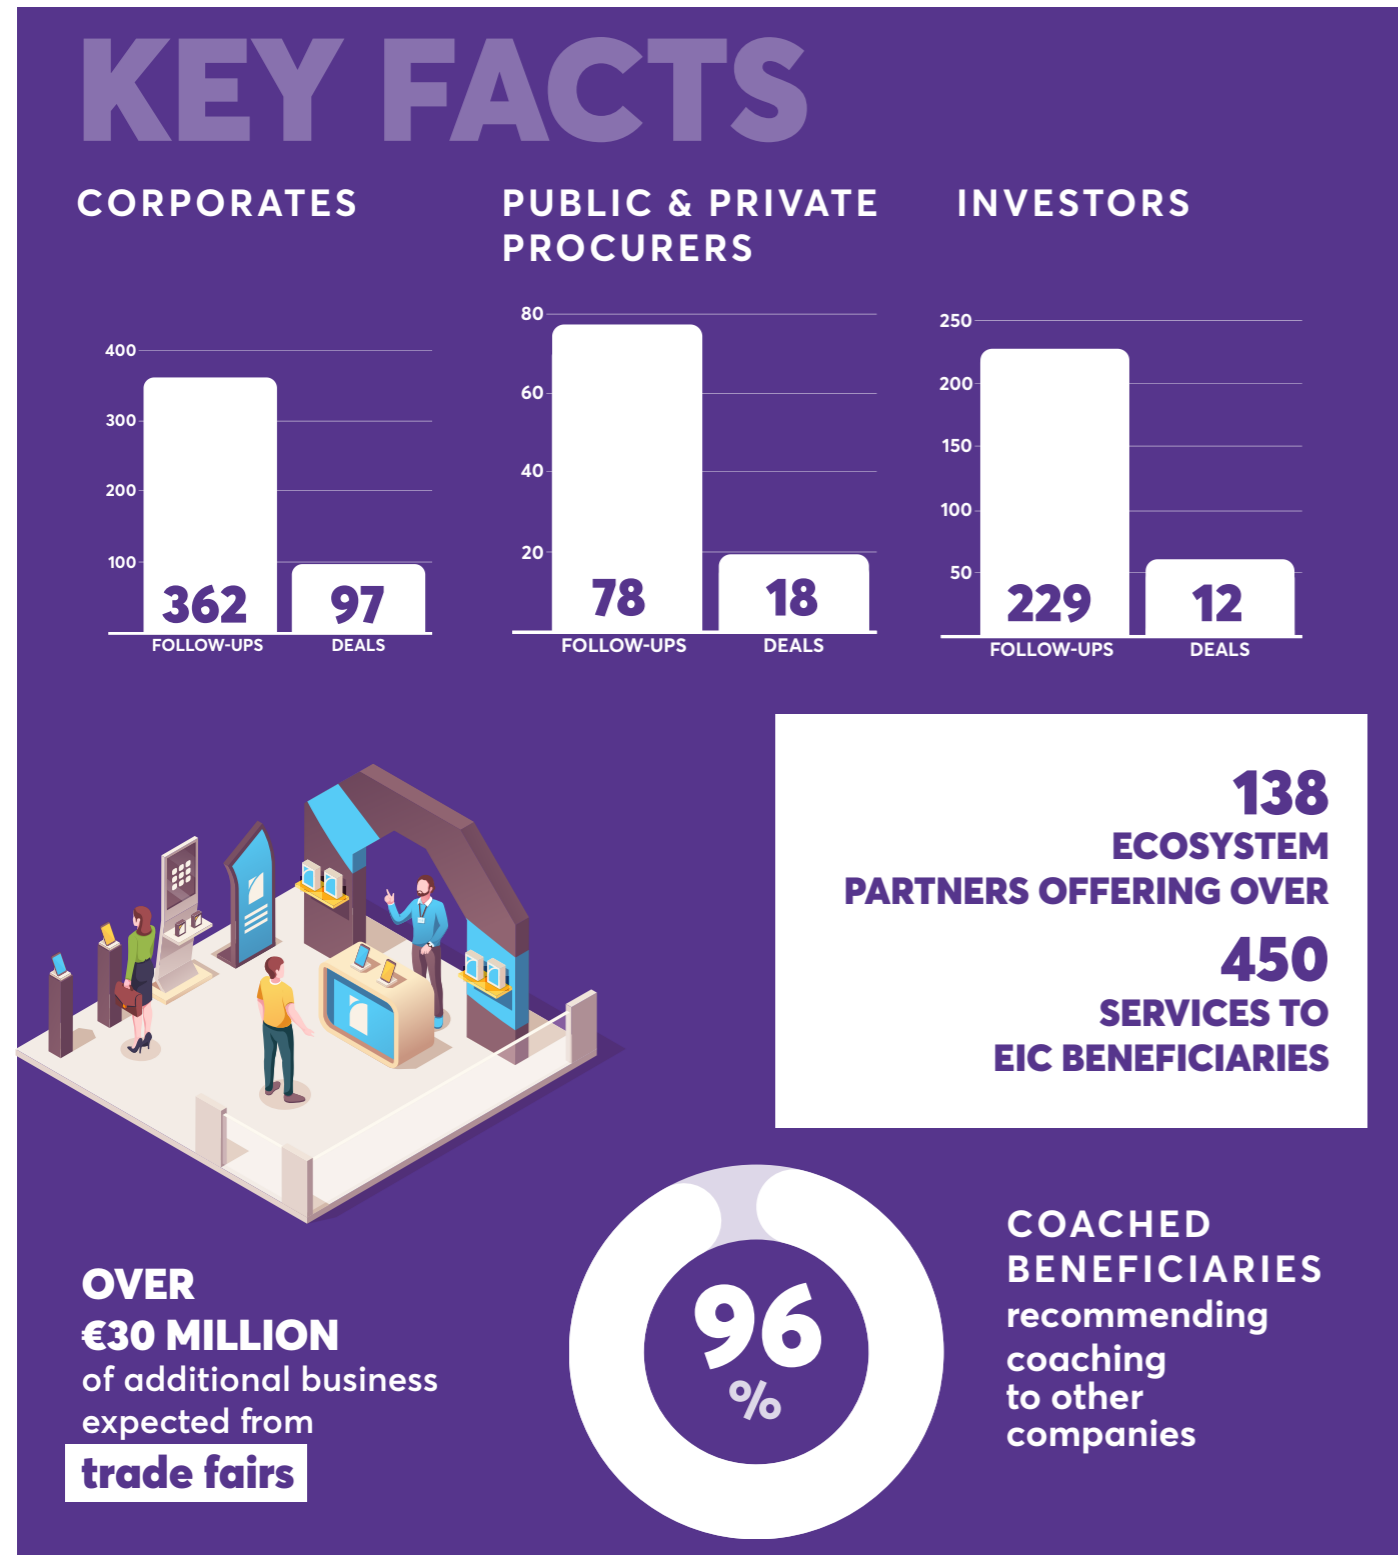 KEY FACTS
CORPORATES
400
300
200
100
362
97
FOLLOW-UPS
DEALS
PUBLIC & PRIVATE
PROCURERS
80
60
40
20
78
18
FOLLOW-UPS
DEALS
INVESTORS
250
200
150
100
50
229
12
FOLLOW-UPS
DEALS
138
ECOSYSTEM
PARTNERS OFFERING OVER
450
SERVICES TO
EIC BENEFICIARIES
OVER
€30 MILLION
of additional business
expected from
trade fairs
96
%
COACHED
BENEFICIARIES
recommending
coaching
to other
companies